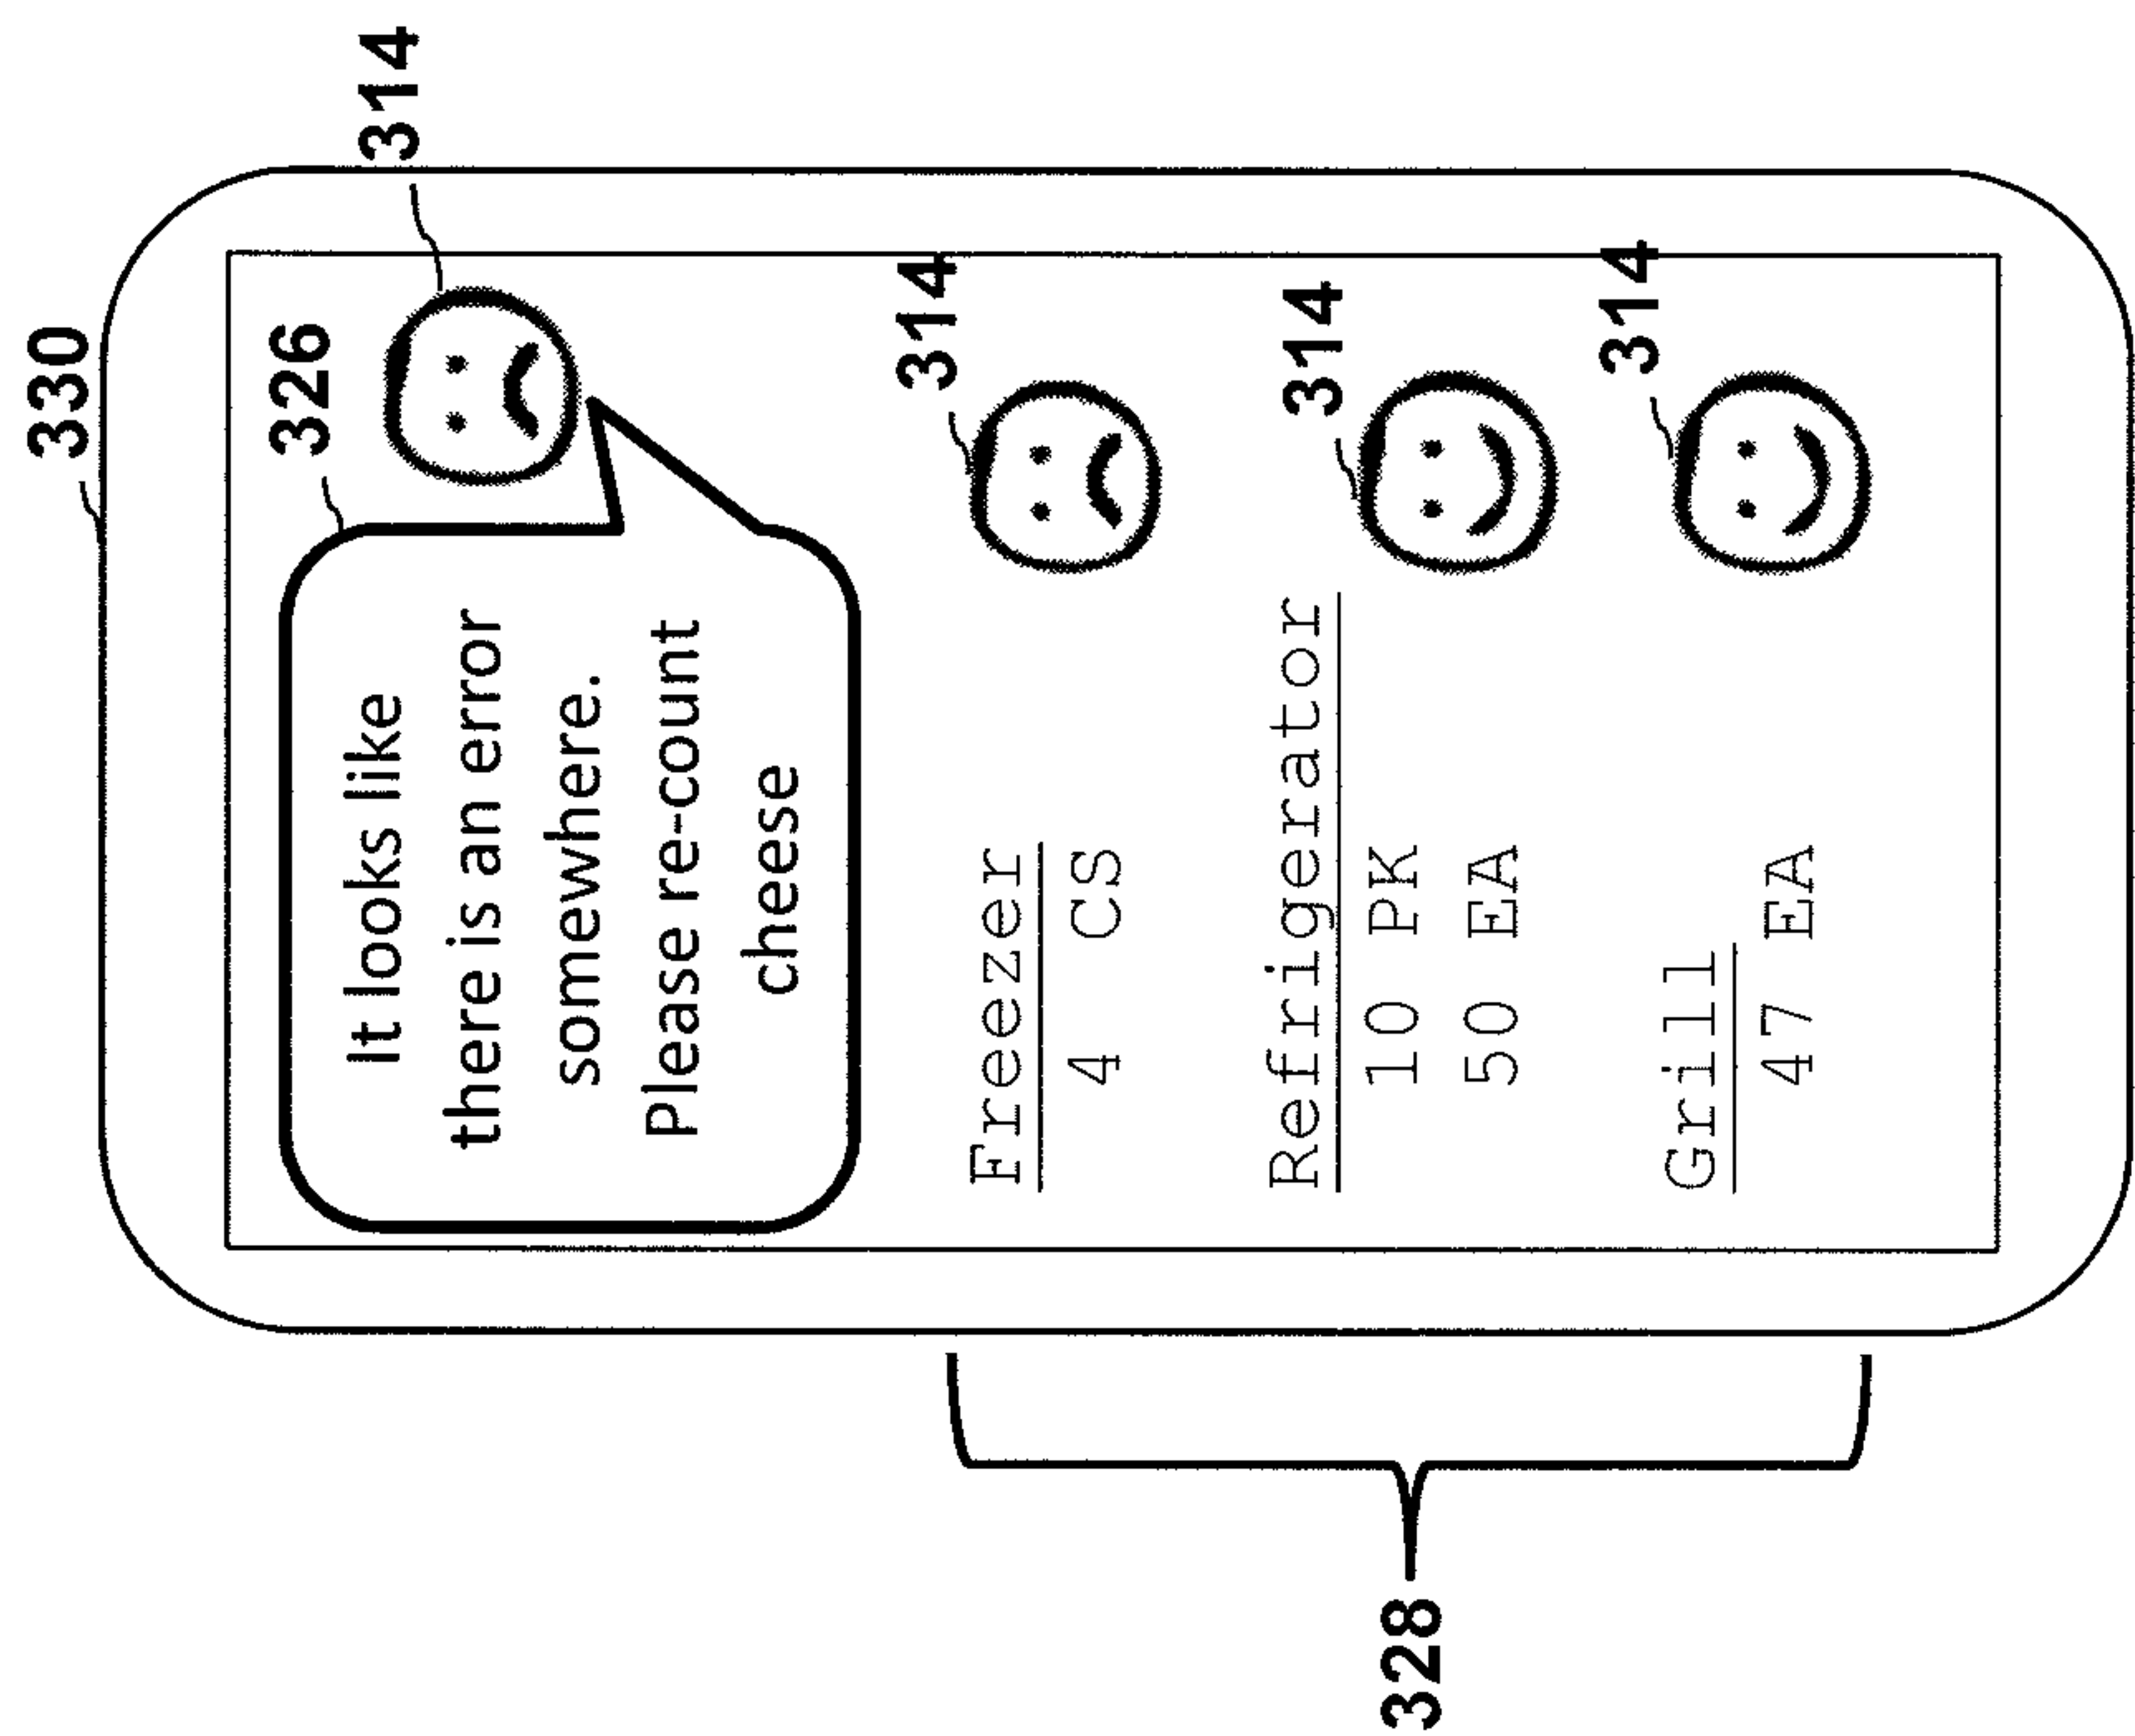 330
326
314
It looks like
there is an error
somewhere.
Please re-count
cheese
314
Freezer
4 CS
314
Refrigerator
10 PK
50 EA
314
Grill
47 EA
328